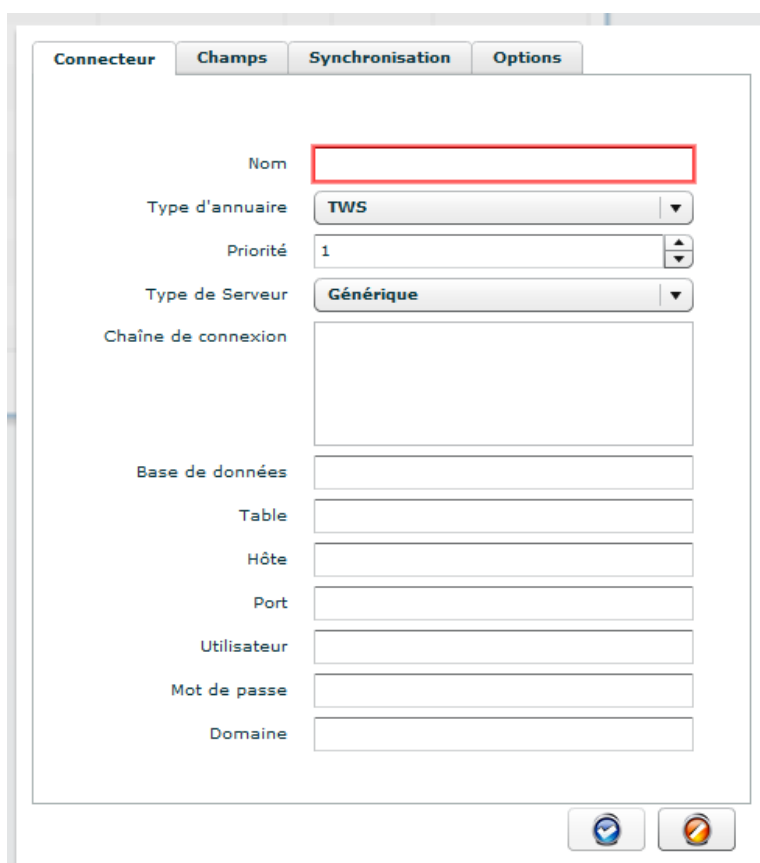 Connecteur Champs Synchronisation Options
Nom
Type d'annuaire TWS
Priorité 1
Type de Serveur Générique
Chaîne de connexion
Base de données
Table
Hôte
Port
Utilisateur
Mot de passe
Domaine